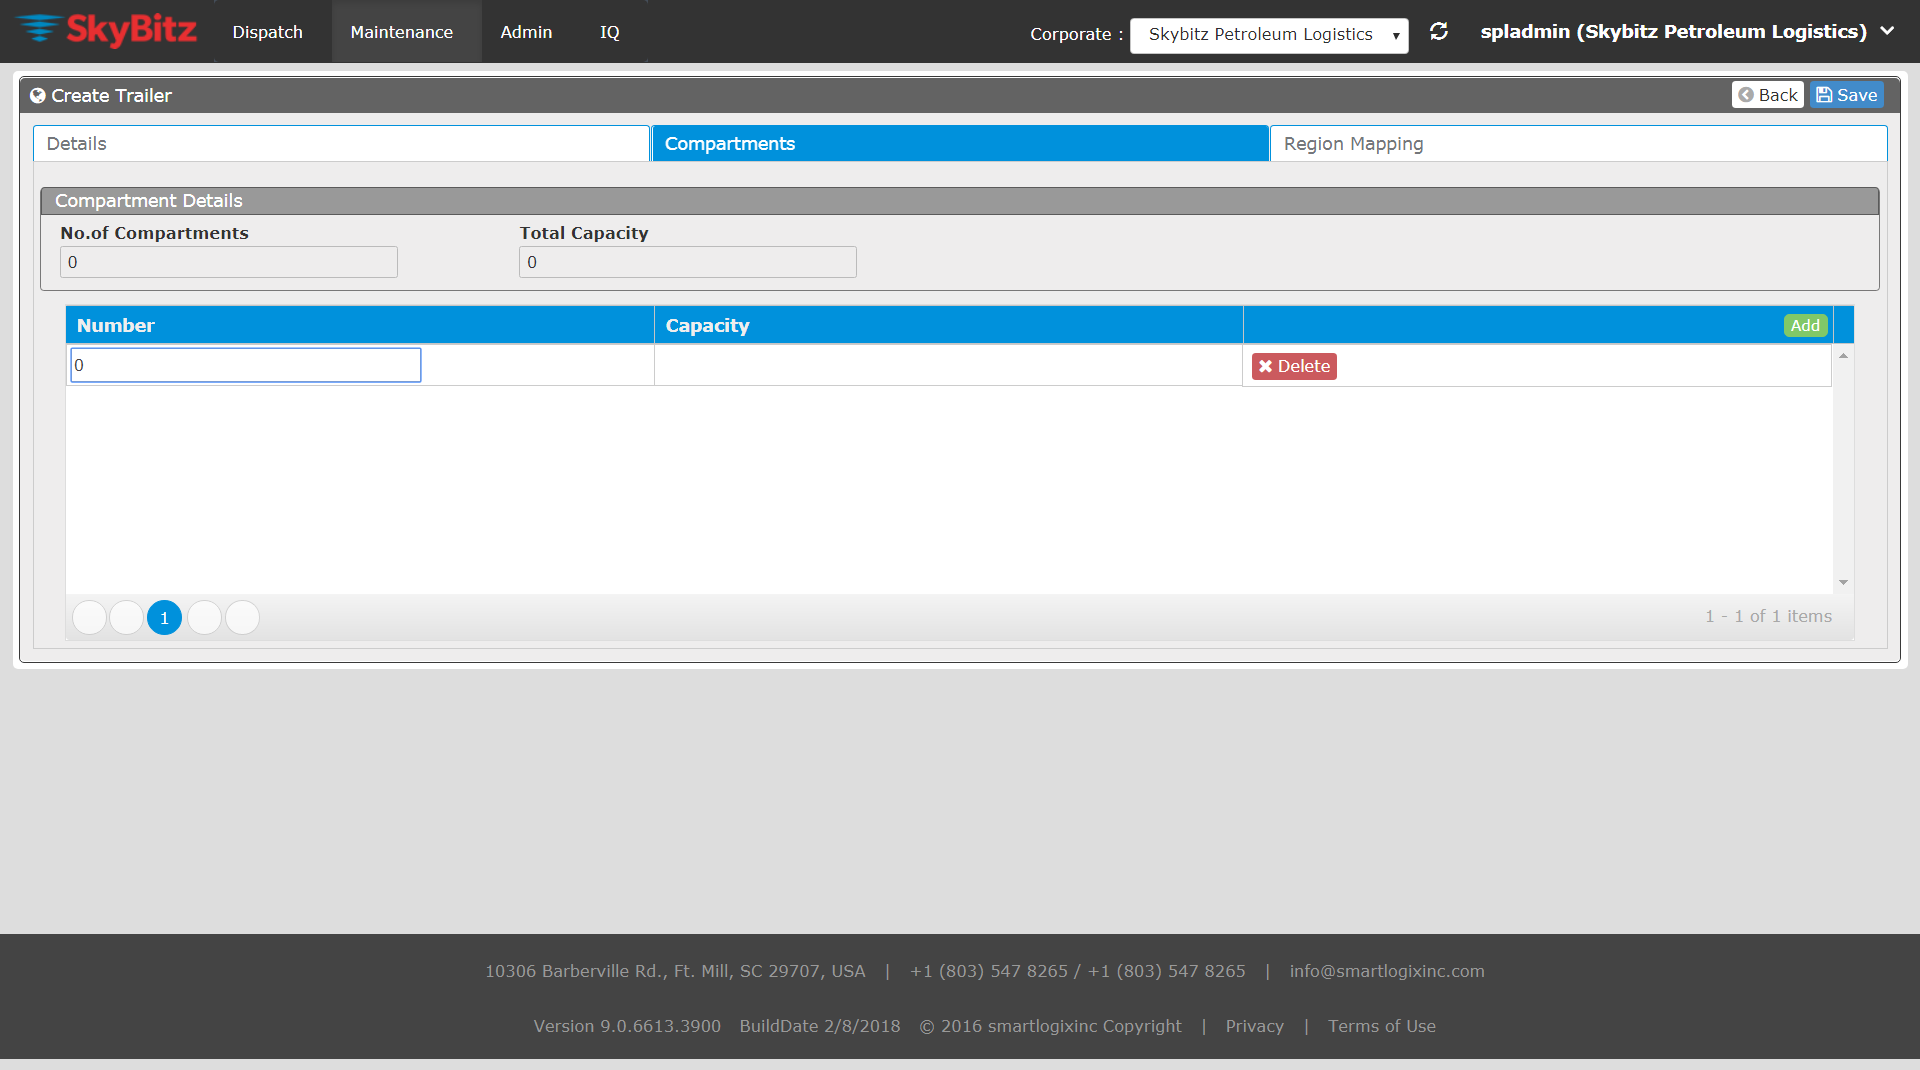 SkyBitz Dispatch Maintenance Admin IQ Corporate : Skybitz Petroleum Logistics spladmin (Skybitz Petroleum Logistics)
Create Trailer Back Save
Details Compartments Region Mapping
Compartment Details
No.of Compartments Total Capacity
0 0
Number Capacity Add
0 Delete
1 1 - 1 of 1 items
10306 Barberville Rd., Ft. Mill, SC 29707, USA | +1 (803) 547 8265 / +1 (803) 547 8265 | info@smartlogixinc.com
Version 9.0.6613.3900 BuildDate 2/8/2018 © 2016 smartlogixinc Copyright | Privacy | Terms of Use